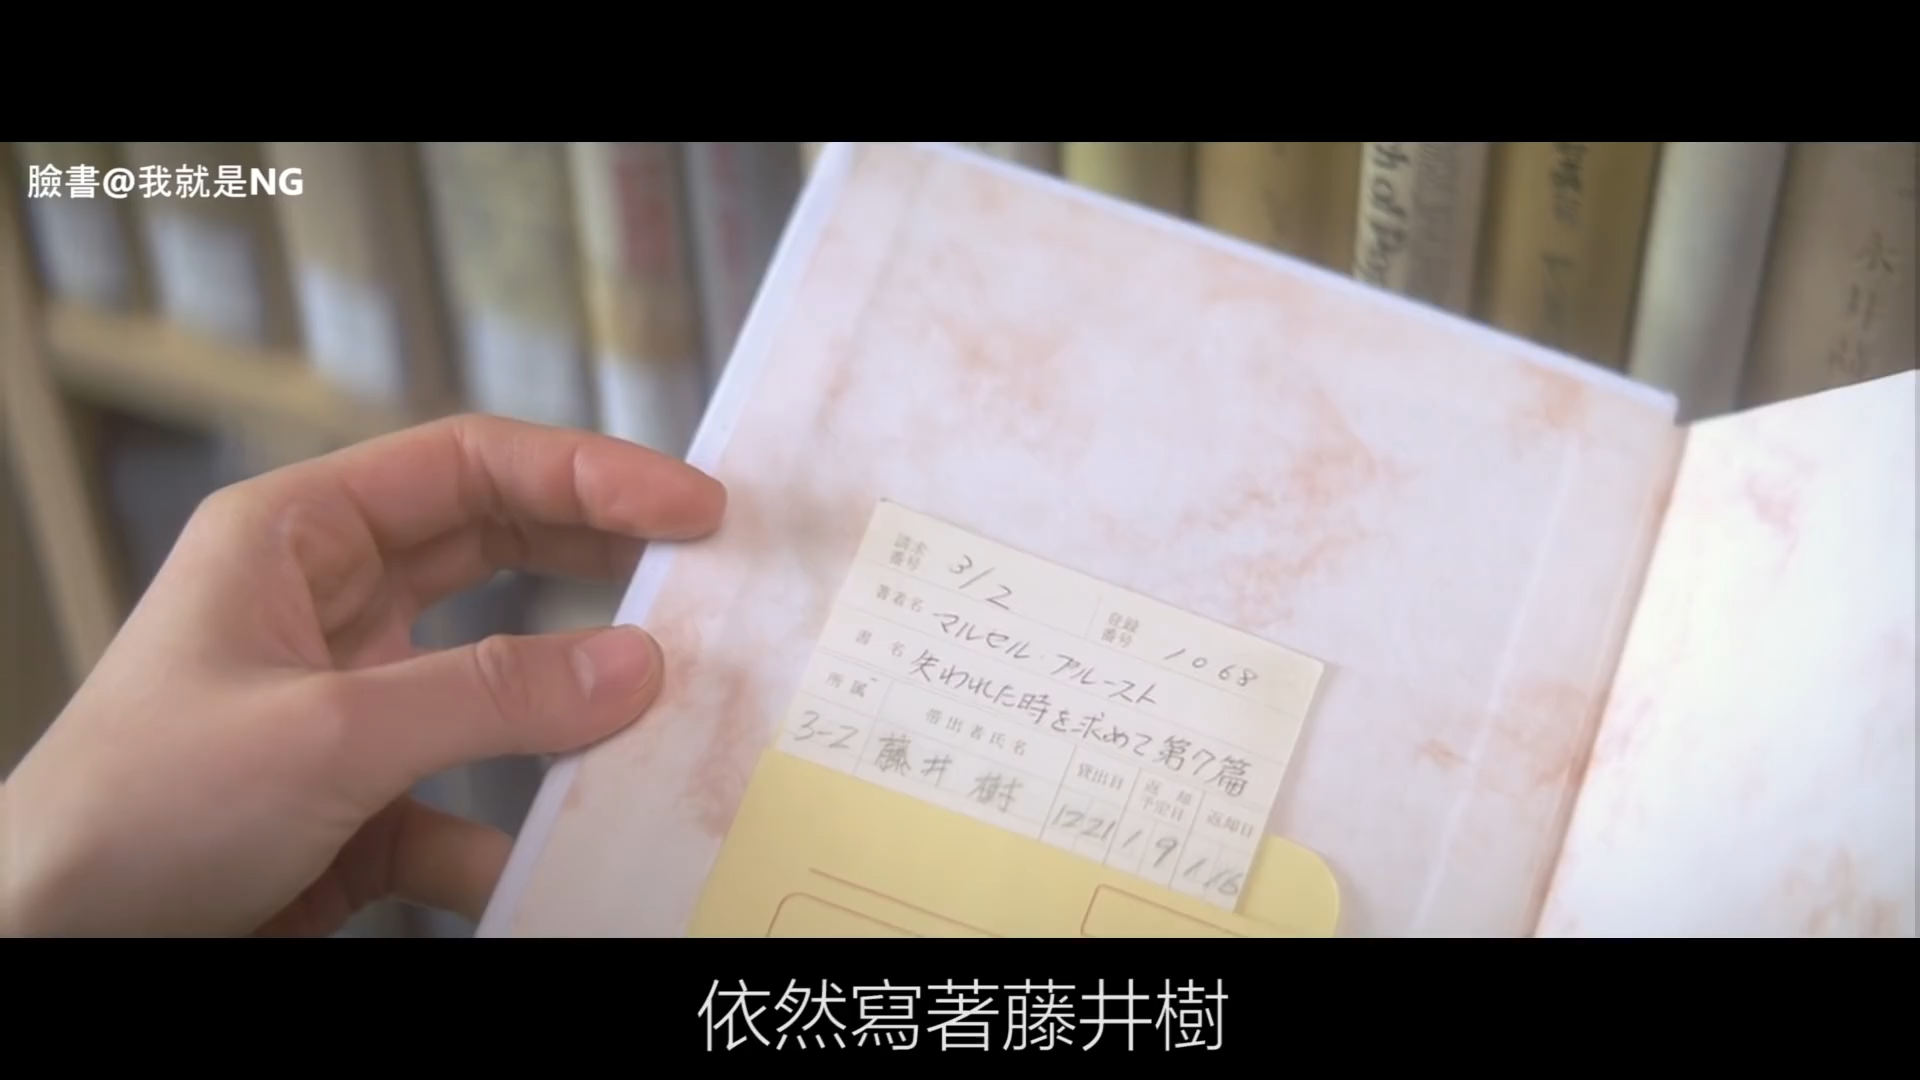 臉書@我就是NG
請求番号 312 登録番号 1068
著者名 マルセル・プルースト
書名 失われた時を求めて 第7篇
所属 帯出者氏名 貸出日 返却予定日 返却日
3-2 藤井樹 12 21 1 9 1 16
依然寫著藤井樹